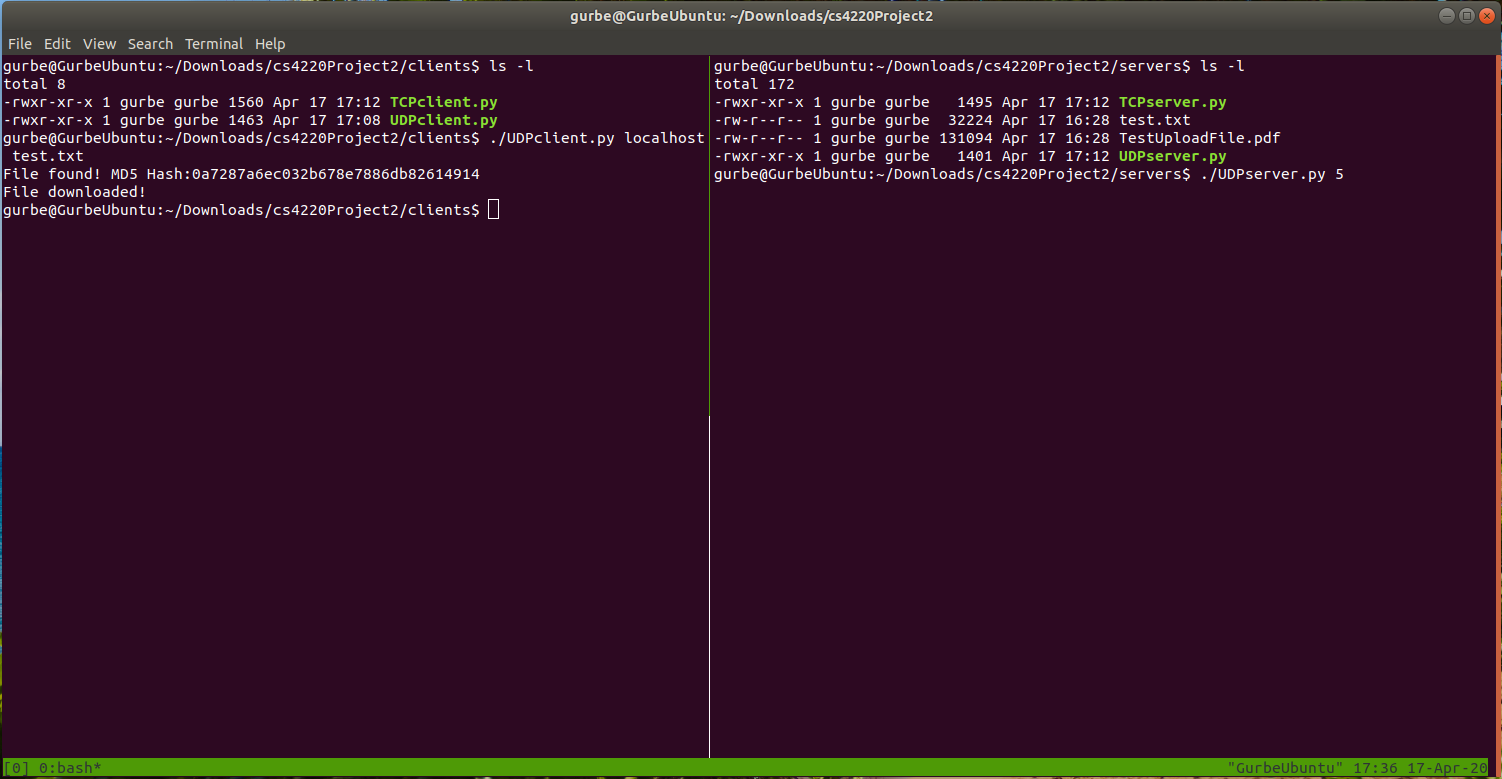 gurbe@GurbeUbuntu: ~/Downloads/cs4220Project2
File Edit View Search Terminal Help
gurbe@GurbeUbuntu:~/Downloads/cs4220Project2/clients$ ls -l
total 8
-rwxr-xr-x 1 gurbe gurbe 1560 Apr 17 17:12 TCPclient.py
-rwxr-xr-x 1 gurbe gurbe 1463 Apr 17 17:08 UDPclient.py
gurbe@GurbeUbuntu:~/Downloads/cs4220Project2/clients$ ./UDPclient.py localhost
 test.txt
File found! MD5 Hash:0a7287a6ec032b678e7886db82614914
File downloaded!
gurbe@GurbeUbuntu:~/Downloads/cs4220Project2/clients$
gurbe@GurbeUbuntu:~/Downloads/cs4220Project2/servers$ ls -l
total 172
-rwxr-xr-x 1 gurbe gurbe   1495 Apr 17 17:12 TCPserver.py
-rw-r--r-- 1 gurbe gurbe  32224 Apr 17 16:28 test.txt
-rw-r--r-- 1 gurbe gurbe 131094 Apr 17 16:28 TestUploadFile.pdf
-rwxr-xr-x 1 gurbe gurbe   1401 Apr 17 17:12 UDPserver.py
gurbe@GurbeUbuntu:~/Downloads/cs4220Project2/servers$ ./UDPserver.py 5
[0] 0:bash* "GurbeUbuntu" 17:36 17-Apr-20